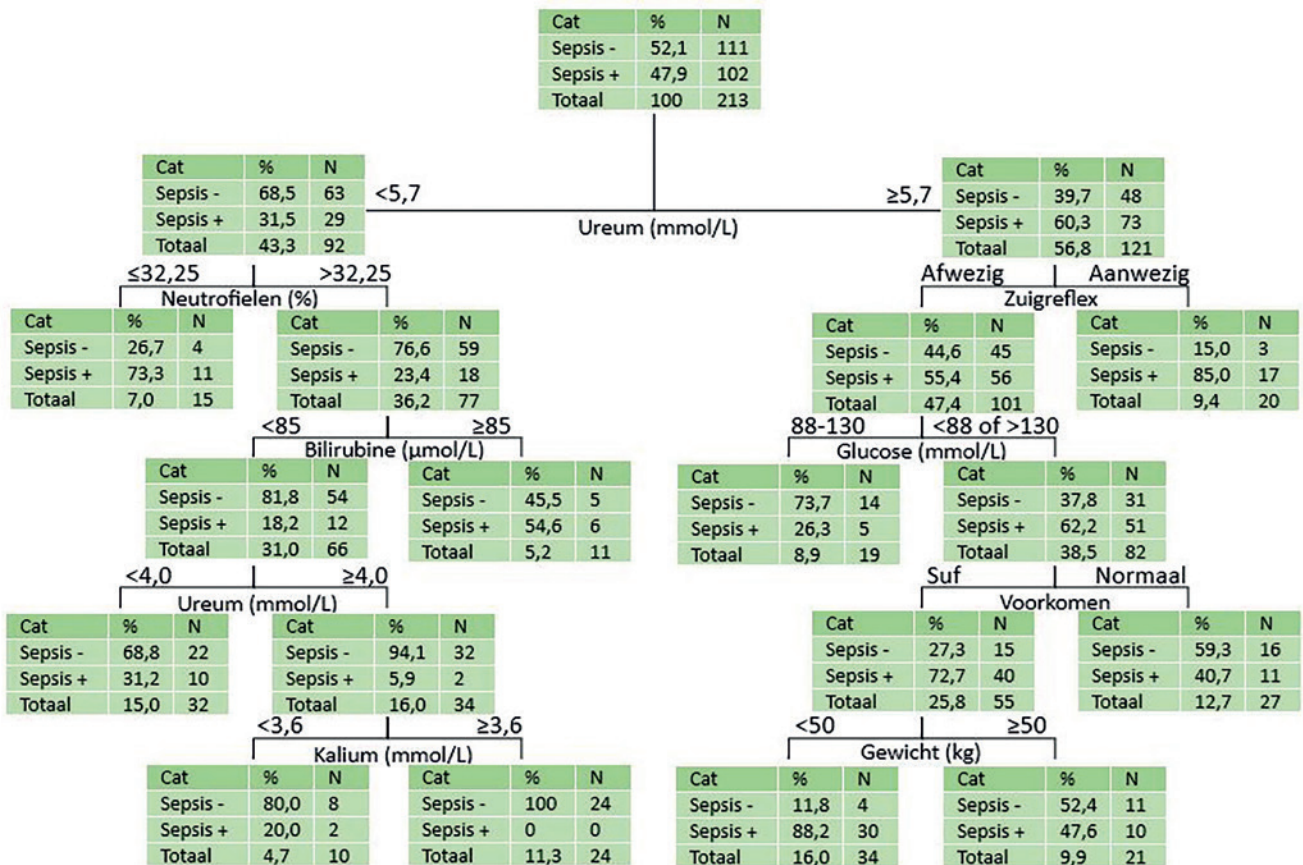 Cat % N
Sepsis - 52,1 111
Sepsis + 47,9 102
Totaal 100 213
Cat % N
Sepsis - 68,5 63
Sepsis + 31,5 29
Totaal 43,3 92
<5,7
≥5,7
Ureum (mmol/L)
Cat % N
Sepsis - 39,7 48
Sepsis + 60,3 73
Totaal 56,8 121
≤32,25 >32,25
Neutrofielen (%)
Afwezig Aanwezig
Zuigreflex
Cat % N
Sepsis - 26,7 4
Sepsis + 73,3 11
Totaal 7,0 15
Cat % N
Sepsis - 76,6 59
Sepsis + 23,4 18
Totaal 36,2 77
Cat % N
Sepsis - 44,6 45
Sepsis + 55,4 56
Totaal 47,4 101
Cat % N
Sepsis - 15,0 3
Sepsis + 85,0 17
Totaal 9,4 20
<85 ≥85
Bilirubine (µmol/L)
88-130 <88 of >130
Glucose (mmol/L)
Cat % N
Sepsis - 81,8 54
Sepsis + 18,2 12
Totaal 31,0 66
Cat % N
Sepsis - 45,5 5
Sepsis + 54,6 6
Totaal 5,2 11
Cat % N
Sepsis - 73,7 14
Sepsis + 26,3 5
Totaal 8,9 19
Cat % N
Sepsis - 37,8 31
Sepsis + 62,2 51
Totaal 38,5 82
<4,0 ≥4,0
Ureum (mmol/L)
Suf Normaal
Voorkomen
Cat % N
Sepsis - 68,8 22
Sepsis + 31,2 10
Totaal 15,0 32
Cat % N
Sepsis - 94,1 32
Sepsis + 5,9 2
Totaal 16,0 34
Cat % N
Sepsis - 27,3 15
Sepsis + 72,7 40
Totaal 25,8 55
Cat % N
Sepsis - 59,3 16
Sepsis + 40,7 11
Totaal 12,7 27
<3,6 ≥3,6
Kalium (mmol/L)
<50 ≥50
Gewicht (kg)
Cat % N
Sepsis - 80,0 8
Sepsis + 20,0 2
Totaal 4,7 10
Cat % N
Sepsis - 100 24
Sepsis + 0 0
Totaal 11,3 24
Cat % N
Sepsis - 11,8 4
Sepsis + 88,2 30
Totaal 16,0 34
Cat % N
Sepsis - 52,4 11
Sepsis + 47,6 10
Totaal 9,9 21